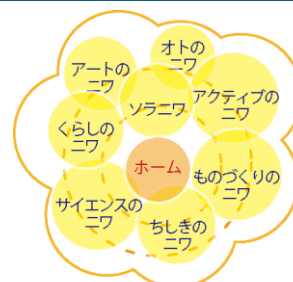 オトの
ニワ
アートの
ニワ
ソラニワ
アクティブの
ニワ
くらしの
ニワ
ホーム
ものづくりの
ニワ
サイエンスの
ニワ
ちしきの
ニワ